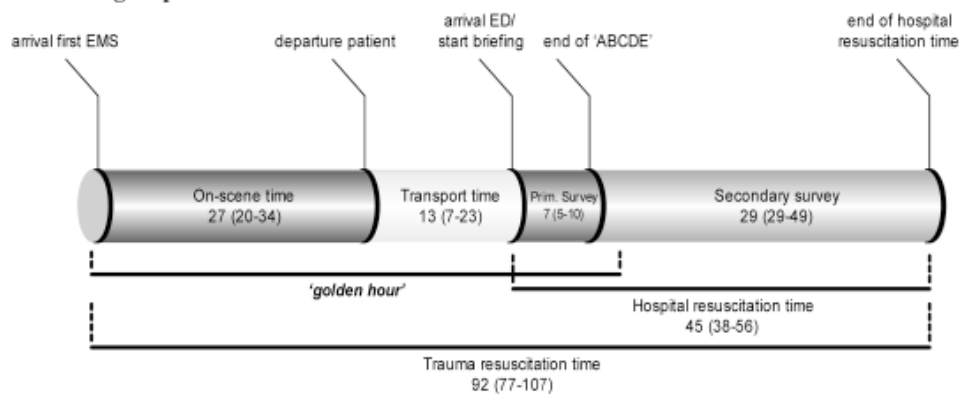 arrival first EMS
departure patient
arrival ED/
start briefing
end of 'ABCDE'
end of hospital
resuscitation time
On-scene time
27 (20-34)
Transport time
13 (7-23)
Prim. Survey
7 (5-10)
Secondary survey
29 (29-49)
'golden hour'
Hospital resuscitation time
45 (38-56)
Trauma resuscitation time
92 (77-107)